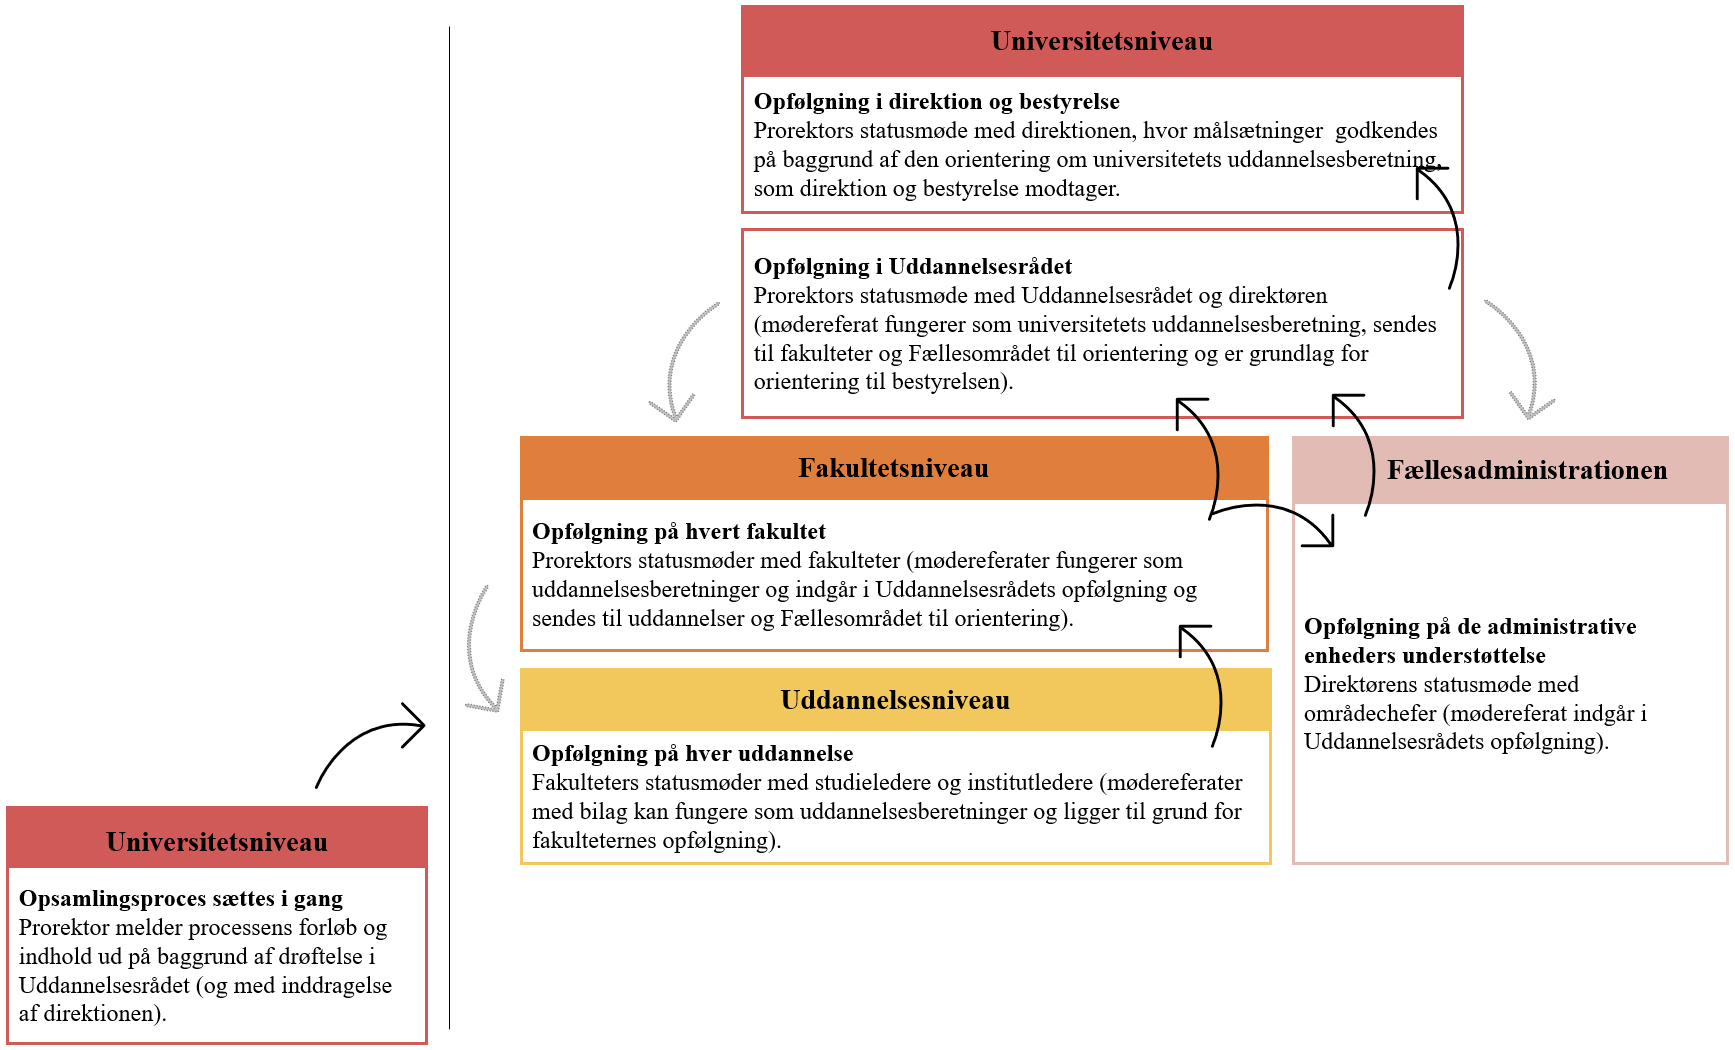 Universitetsniveau
Opfølgning i direktion og bestyrelse
Prorektors statusmøde med direktionen, hvor målsætninger  godkendes
på baggrund af den orientering om universitetets uddannelsesberetning,
som direktion og bestyrelse modtager.
Opfølgning i Uddannelsesrådet
Prorektors statusmøde med Uddannelsesrådet og direktøren
(mødereferat fungerer som universitetets uddannelsesberetning, sendes
til fakulteter og Fællesområdet til orientering og er grundlag for
orientering til bestyrelsen).
Fakultetsniveau
Opfølgning på hvert fakultet
Prorektors statusmøder med fakulteter (mødereferater fungerer som
uddannelsesberetninger og indgår i Uddannelsesrådets opfølgning og
sendes til uddannelser og Fællesområdet til orientering).
Fællesadministrationen
Opfølgning på de administrative
enheders understøttelse
Direktørens statusmøde med
områdechefer (mødereferat indgår i
Uddannelsesrådets opfølgning).
Uddannelsesniveau
Opfølgning på hver uddannelse
Fakulteters statusmøder med studieledere og institutledere (mødereferater
med bilag kan fungere som uddannelsesberetninger og ligger til grund for
fakulteternes opfølgning).
Universitetsniveau
Opsamlingsproces sættes i gang
Prorektor melder processens forløb og
indhold ud på baggrund af drøftelse i
Uddannelsesrådet (og med inddragelse
af direktionen).